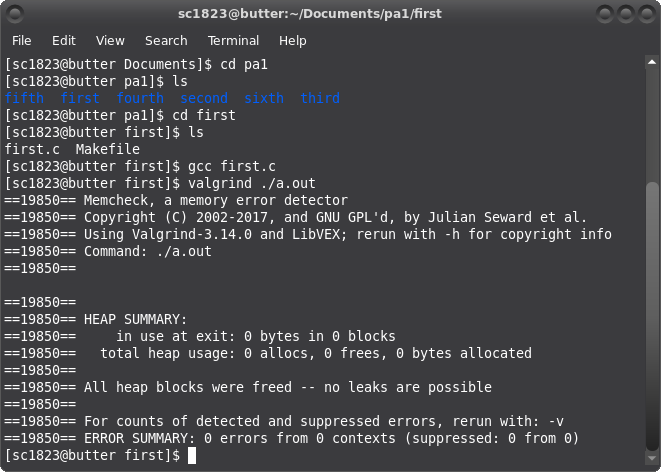 sc1823@butter:~/Documents/pa1/first
File Edit View Search Terminal Help
[sc1823@butter Documents]$ cd pa1
[sc1823@butter pa1]$ ls
fifth  first  fourth  second  sixth  third
[sc1823@butter pa1]$ cd first
[sc1823@butter first]$ ls
first.c  Makefile
[sc1823@butter first]$ gcc first.c
[sc1823@butter first]$ valgrind ./a.out
==19850== Memcheck, a memory error detector
==19850== Copyright (C) 2002-2017, and GNU GPL'd, by Julian Seward et al.
==19850== Using Valgrind-3.14.0 and LibVEX; rerun with -h for copyright info
==19850== Command: ./a.out
==19850==
==19850==
==19850== HEAP SUMMARY:
==19850==     in use at exit: 0 bytes in 0 blocks
==19850==   total heap usage: 0 allocs, 0 frees, 0 bytes allocated
==19850==
==19850== All heap blocks were freed -- no leaks are possible
==19850==
==19850== For counts of detected and suppressed errors, rerun with: -v
==19850== ERROR SUMMARY: 0 errors from 0 contexts (suppressed: 0 from 0)
[sc1823@butter first]$